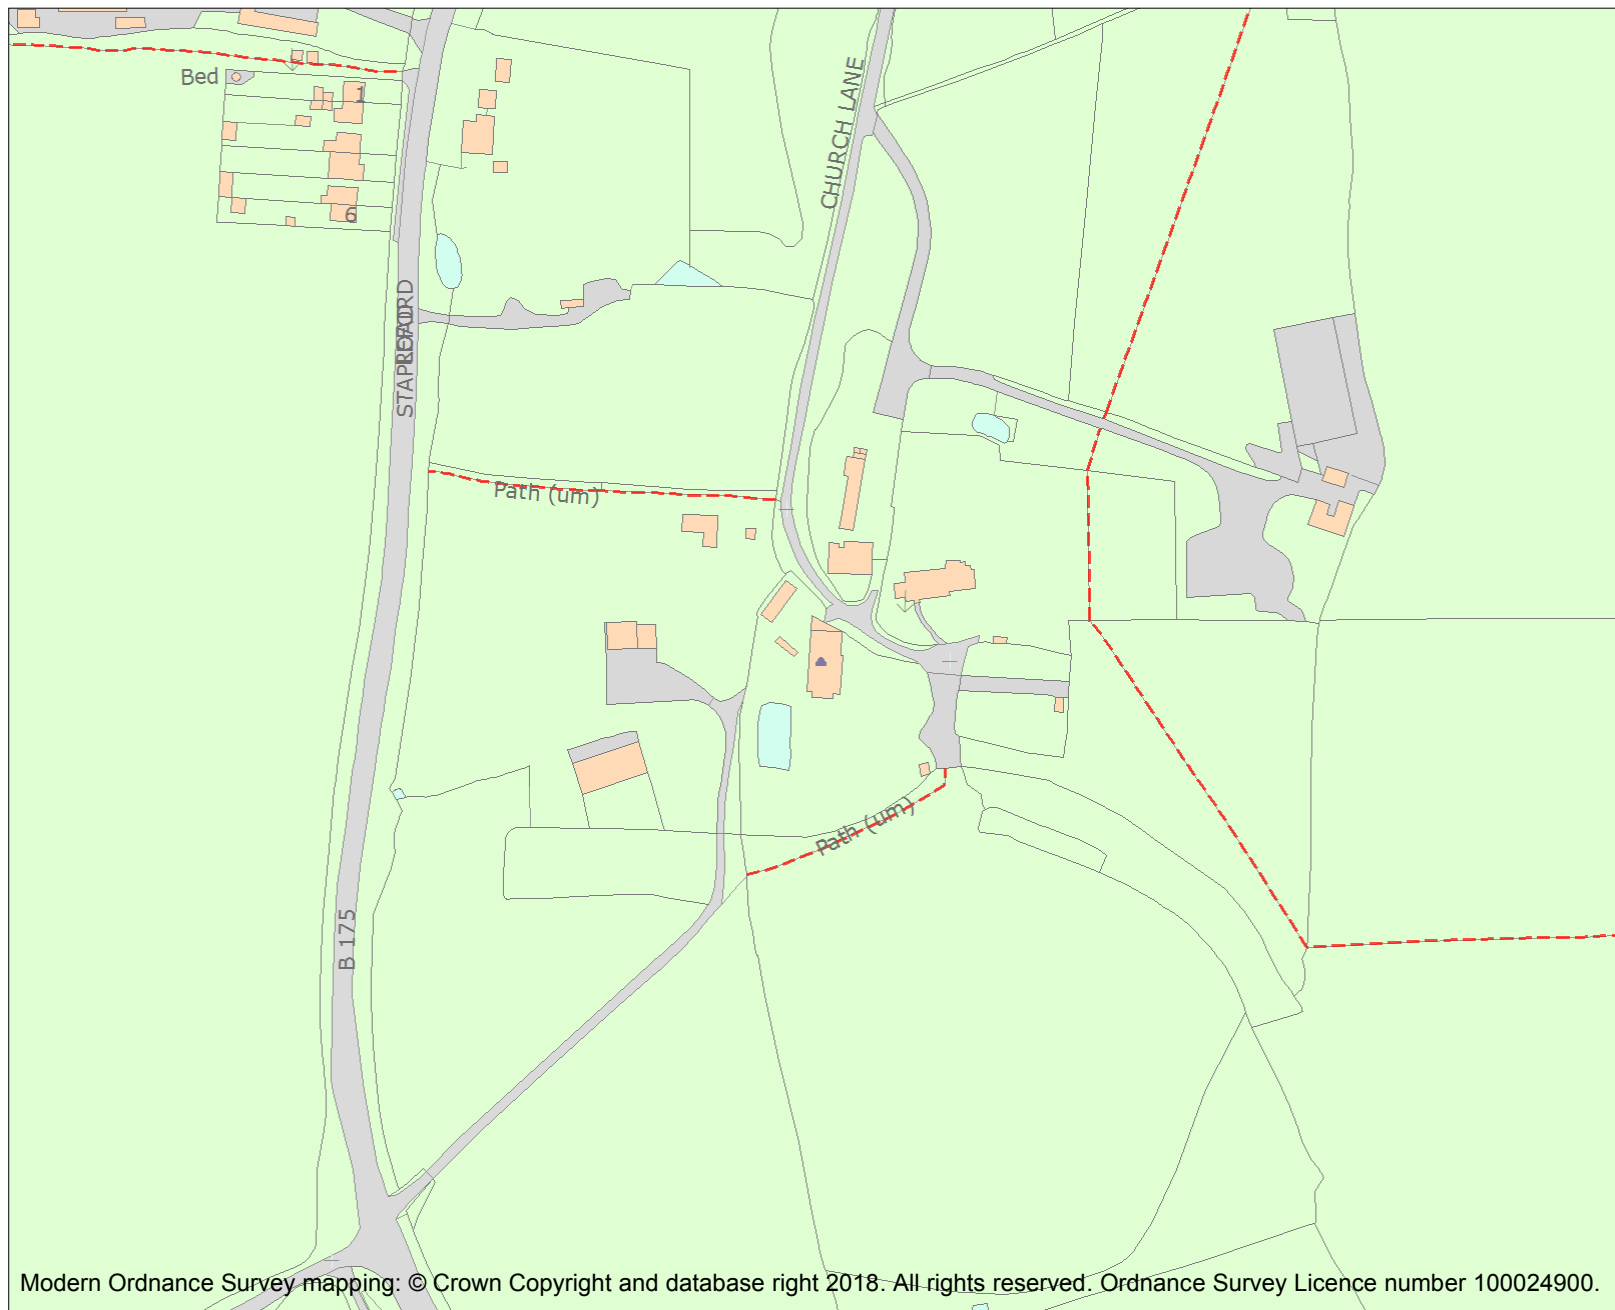 Bed
1
CHURCH LANE
6
STAPLEFORD ROAD
Path (um)
Path (um)
B 175
Modern Ordnance Survey mapping: © Crown Copyright and database right 2018. All rights reserved. Ordnance Survey Licence number 100024900.